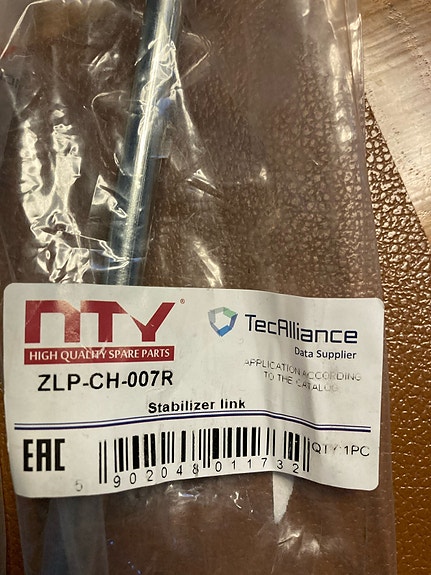 NTY®
HIGH QUALITY SPARE PARTS
TecAlliance
Data Supplier
APPLICATION ACCORDING
TO THE CATALOG
ZLP-CH-007R
Stabilizer link
EAC
QTY 1PC
5 902048 011732